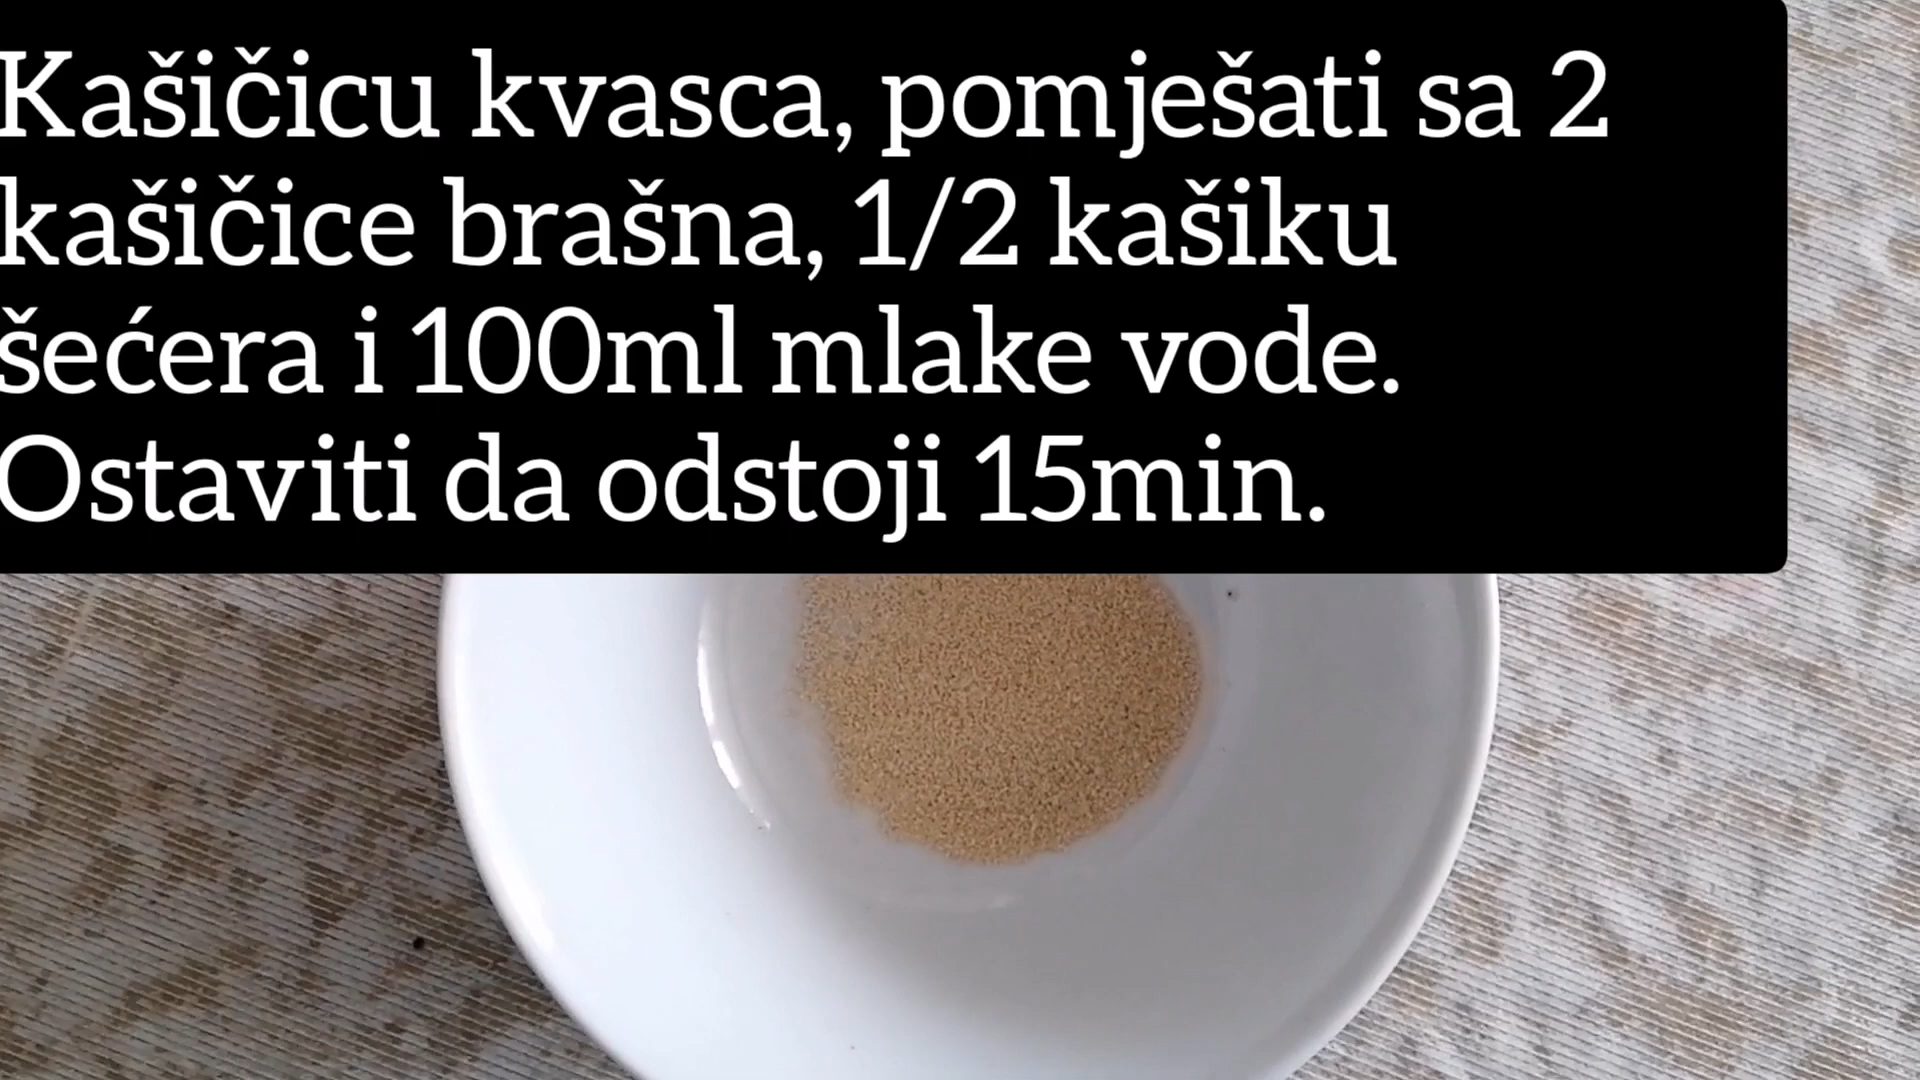 Kašičicu kvasca, pomješati sa 2
kašičice brašna, 1/2 kašiku
šećera i 100ml mlake vode.
Ostaviti da odstoji 15min.